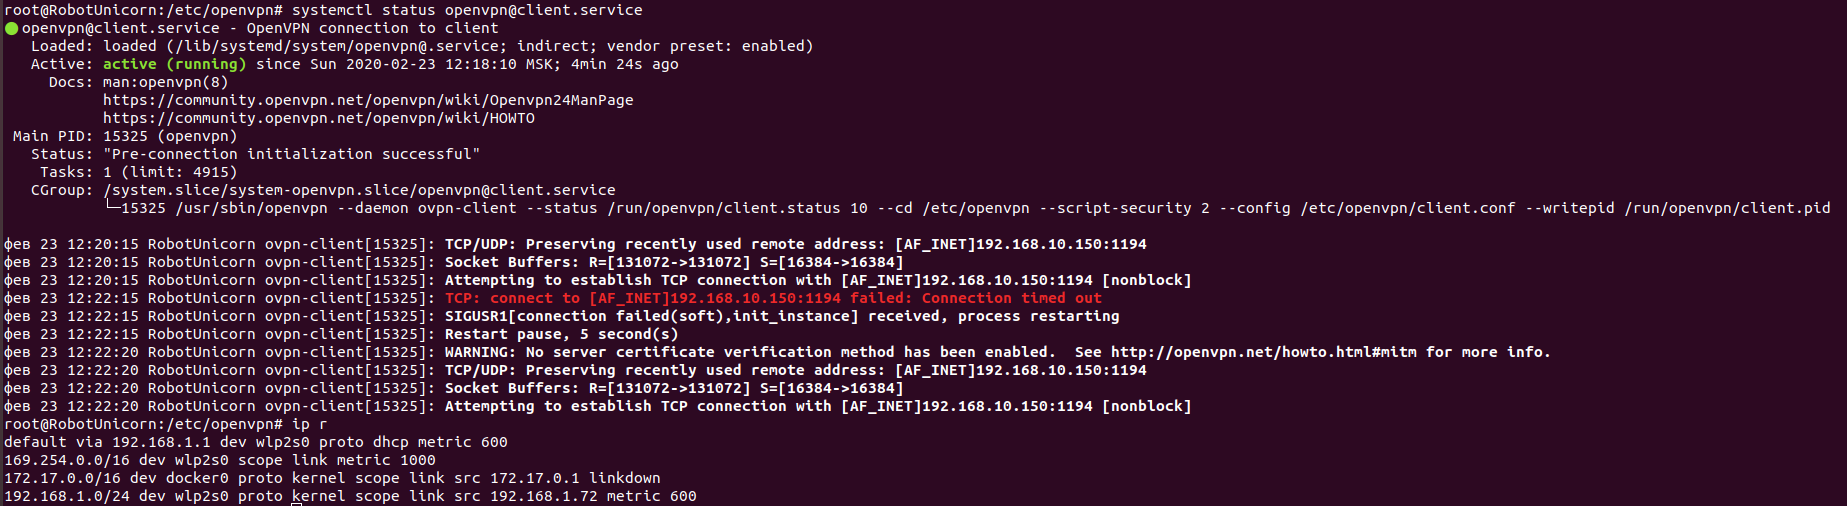 root@RobotUnicorn:/etc/openvpn# systemctl status openvpn@client.service
● openvpn@client.service - OpenVPN connection to client
   Loaded: loaded (/lib/systemd/system/openvpn@.service; indirect; vendor preset: enabled)
   Active: active (running) since Sun 2020-02-23 12:18:10 MSK; 4min 24s ago
     Docs: man:openvpn(8)
           https://community.openvpn.net/openvpn/wiki/Openvpn24ManPage
           https://community.openvpn.net/openvpn/wiki/HOWTO
 Main PID: 15325 (openvpn)
   Status: "Pre-connection initialization successful"
    Tasks: 1 (limit: 4915)
   CGroup: /system.slice/system-openvpn.slice/openvpn@client.service
           └─15325 /usr/sbin/openvpn --daemon ovpn-client --status /run/openvpn/client.status 10 --cd /etc/openvpn --script-security 2 --config /etc/openvpn/client.conf --writepid /run/openvpn/client.pid
фев 23 12:20:15 RobotUnicorn ovpn-client[15325]: TCP/UDP: Preserving recently used remote address: [AF_INET]192.168.10.150:1194
фев 23 12:20:15 RobotUnicorn ovpn-client[15325]: Socket Buffers: R=[131072->131072] S=[16384->16384]
фев 23 12:20:15 RobotUnicorn ovpn-client[15325]: Attempting to establish TCP connection with [AF_INET]192.168.10.150:1194 [nonblock]
фев 23 12:22:15 RobotUnicorn ovpn-client[15325]: TCP: connect to [AF_INET]192.168.10.150:1194 failed: Connection timed out
фев 23 12:22:15 RobotUnicorn ovpn-client[15325]: SIGUSR1[connection failed(soft),init_instance] received, process restarting
фев 23 12:22:15 RobotUnicorn ovpn-client[15325]: Restart pause, 5 second(s)
фев 23 12:22:20 RobotUnicorn ovpn-client[15325]: WARNING: No server certificate verification method has been enabled.  See http://openvpn.net/howto.html#mitm for more info.
фев 23 12:22:20 RobotUnicorn ovpn-client[15325]: TCP/UDP: Preserving recently used remote address: [AF_INET]192.168.10.150:1194
фев 23 12:22:20 RobotUnicorn ovpn-client[15325]: Socket Buffers: R=[131072->131072] S=[16384->16384]
фев 23 12:22:20 RobotUnicorn ovpn-client[15325]: Attempting to establish TCP connection with [AF_INET]192.168.10.150:1194 [nonblock]
root@RobotUnicorn:/etc/openvpn# ip r
default via 192.168.1.1 dev wlp2s0 proto dhcp metric 600
169.254.0.0/16 dev wlp2s0 scope link metric 1000
172.17.0.0/16 dev docker0 proto kernel scope link src 172.17.0.1 linkdown
192.168.1.0/24 dev wlp2s0 proto kernel scope link src 192.168.1.72 metric 600